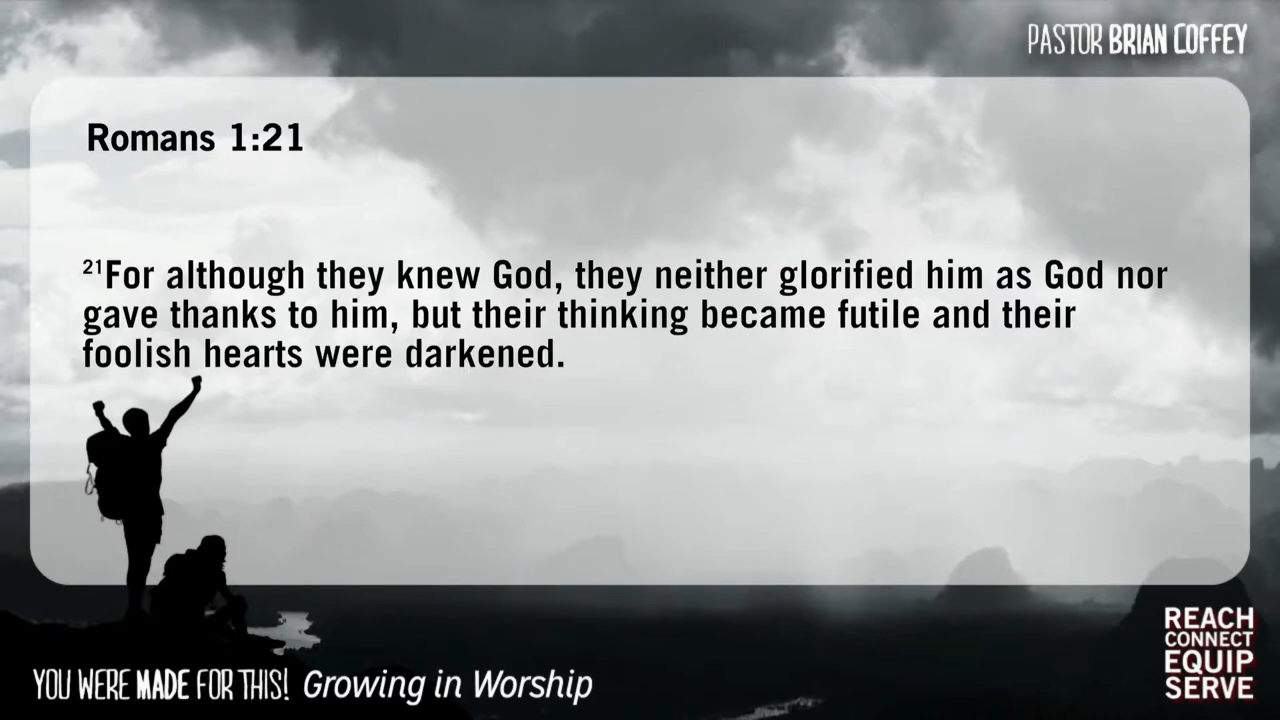 PASTOR BRIAN COFFEY
Romans 1:21
21For although they knew God, they neither glorified him as God nor
gave thanks to him, but their thinking became futile and their
foolish hearts were darkened.
YOU WERE MADE FOR THIS! Growing in Worship
REACH
CONNECT
EQUIP
SERVE